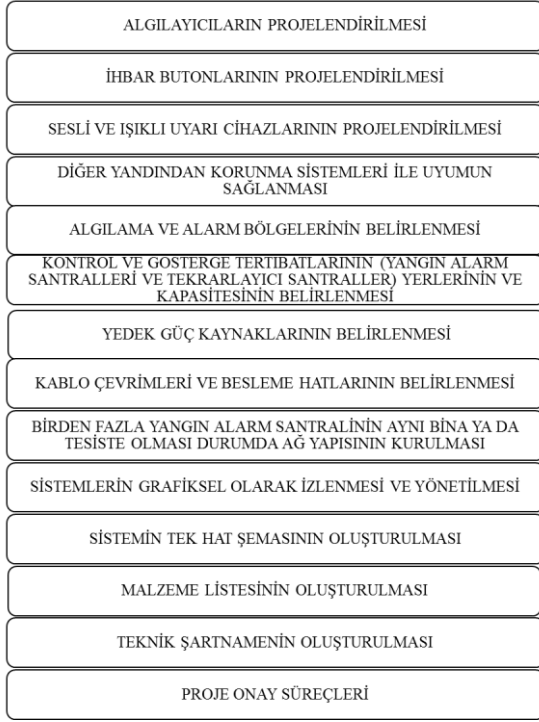 ALGILAYICILARIN PROJELENDİRİLMESİ
İHBAR BUTONLARININ PROJELENDİRİLMESİ
SESLİ VE IŞIKLI UYARI CİHAZLARININ PROJELENDİRİLMESİ
DİĞER YANDINDAN KORUNMA SİSTEMLERİ İLE UYUMUN
SAĞLANMASI
ALGILAMA VE ALARM BÖLGELERİNİN BELİRLENMESİ
KONTROL VE GÖSTERGE TERTİBATLARININ (YANGIN ALARM
SANTRALLERİ VE TEKRARLAYICI SANTRALLER) YERLERİNİN VE
KAPASİTESİNİN BELİRLENMESİ
YEDEK GÜÇ KAYNAKLARININ BELİRLENMESİ
KABLO ÇEVRİMLERİ VE BESLEME HATLARININ BELİRLENMESİ
BİRDEN FAZLA YANGIN ALARM SANTRALİNİN AYNI BİNA YA DA
TESİSTE OLMASI DURUMDA AĞ YAPISININ KURULMASI
SİSTEMLERİN GRAFİKSEL OLARAK İZLENMESİ VE YÖNETİLMESİ
SİSTEMİN TEK HAT ŞEMASININ OLUŞTURULMASI
MALZEME LİSTESİNİN OLUŞTURULMASI
TEKNİK ŞARTNAMENİN OLUŞTURULMASI
PROJE ONAY SÜREÇLERİ